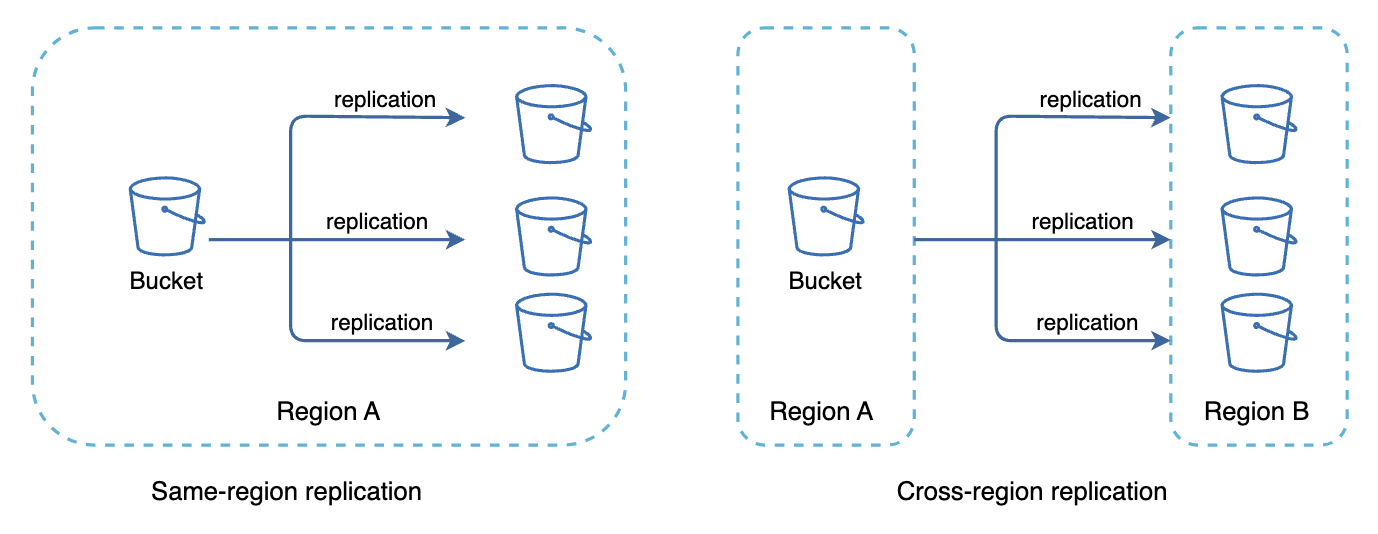 replication
replication
Bucket
replication
Region A
Same-region replication
replication
replication
Bucket
replication
Region A
Region B
Cross-region replication